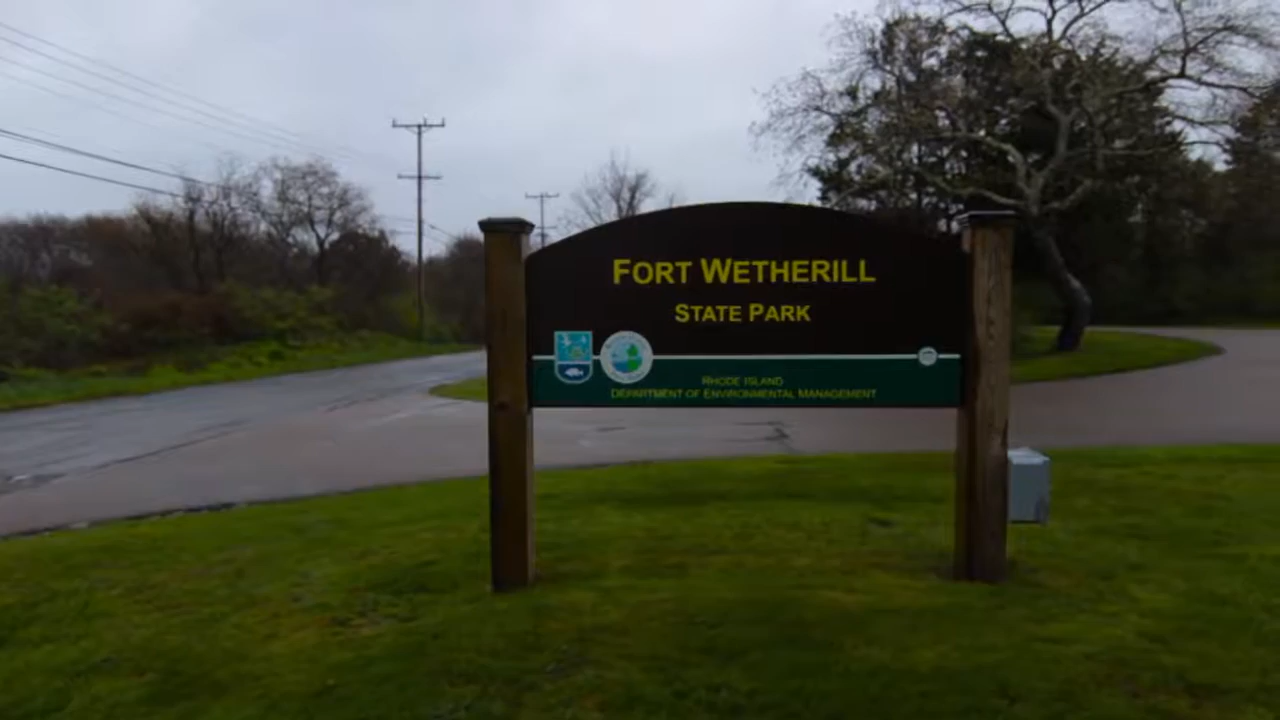 FORT WETHERILL
STATE PARK
RHODE ISLAND
DEPARTMENT OF ENVIRONMENTAL MANAGEMENT